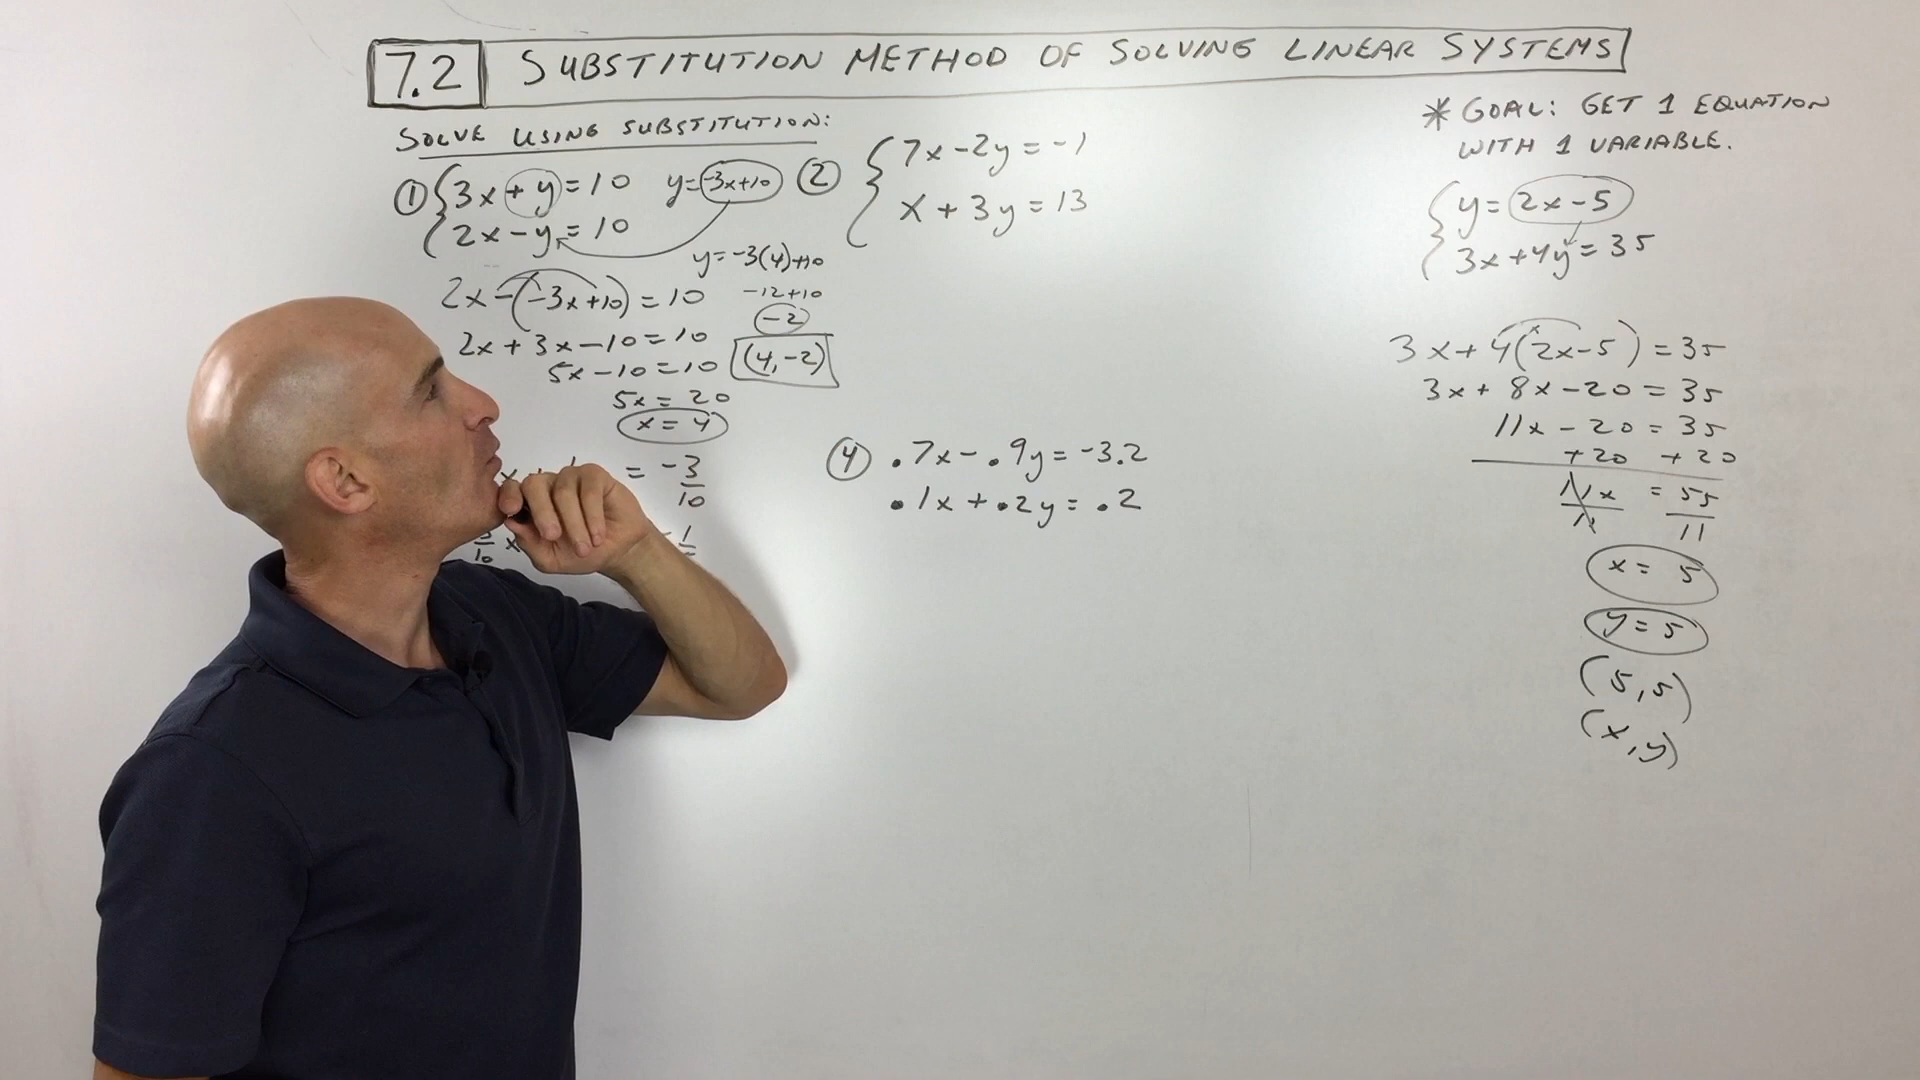 7.2 SUBSTITUTION METHOD OF SOLVING LINEAR SYSTEMS
SOLVE USING SUBSTITUTION:
① 3x + y = 10 y = -3x+10
2x - y = 10
y = -3(4)+10
2x - (-3x+10) = 10
-12+10
-2
2x + 3x - 10 = 10
(4,-2)
5x - 10 = 10
5x = 20
x = 4
= -3/10
3/10 x
② 7x - 2y = -1
x + 3y = 13
④ .7x - .9y = -3.2
.1x + .2y = .2
* GOAL: GET 1 EQUATION
WITH 1 VARIABLE.
y = 2x - 5
3x + 4y = 35
3x + 4(2x - 5) = 35
3x + 8x - 20 = 35
11x - 20 = 35
+20 +20
11x/11 = 55/11
x = 5
y = 5
(5,5)
(x,y)